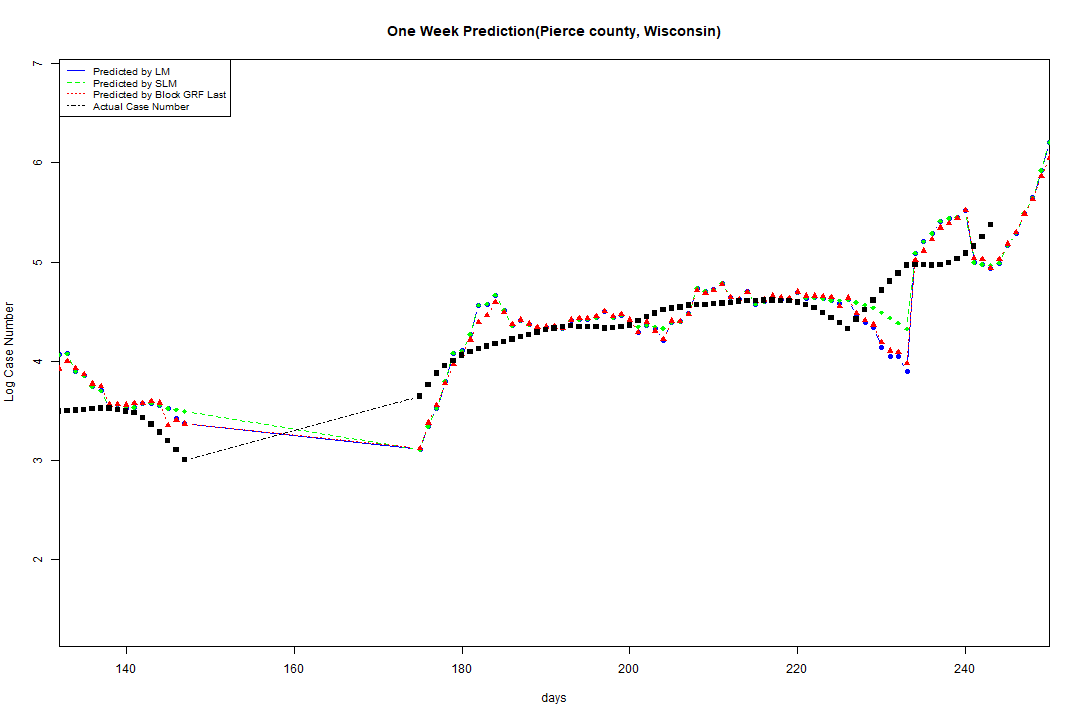 One Week Prediction(Pierce county, Wisconsin)
Predicted by LM
Predicted by SLM
Predicted by Block GRF Last
Actual Case Number
Log Case Number
7
6
5
4
3
2
140 160 180 200 220 240
days